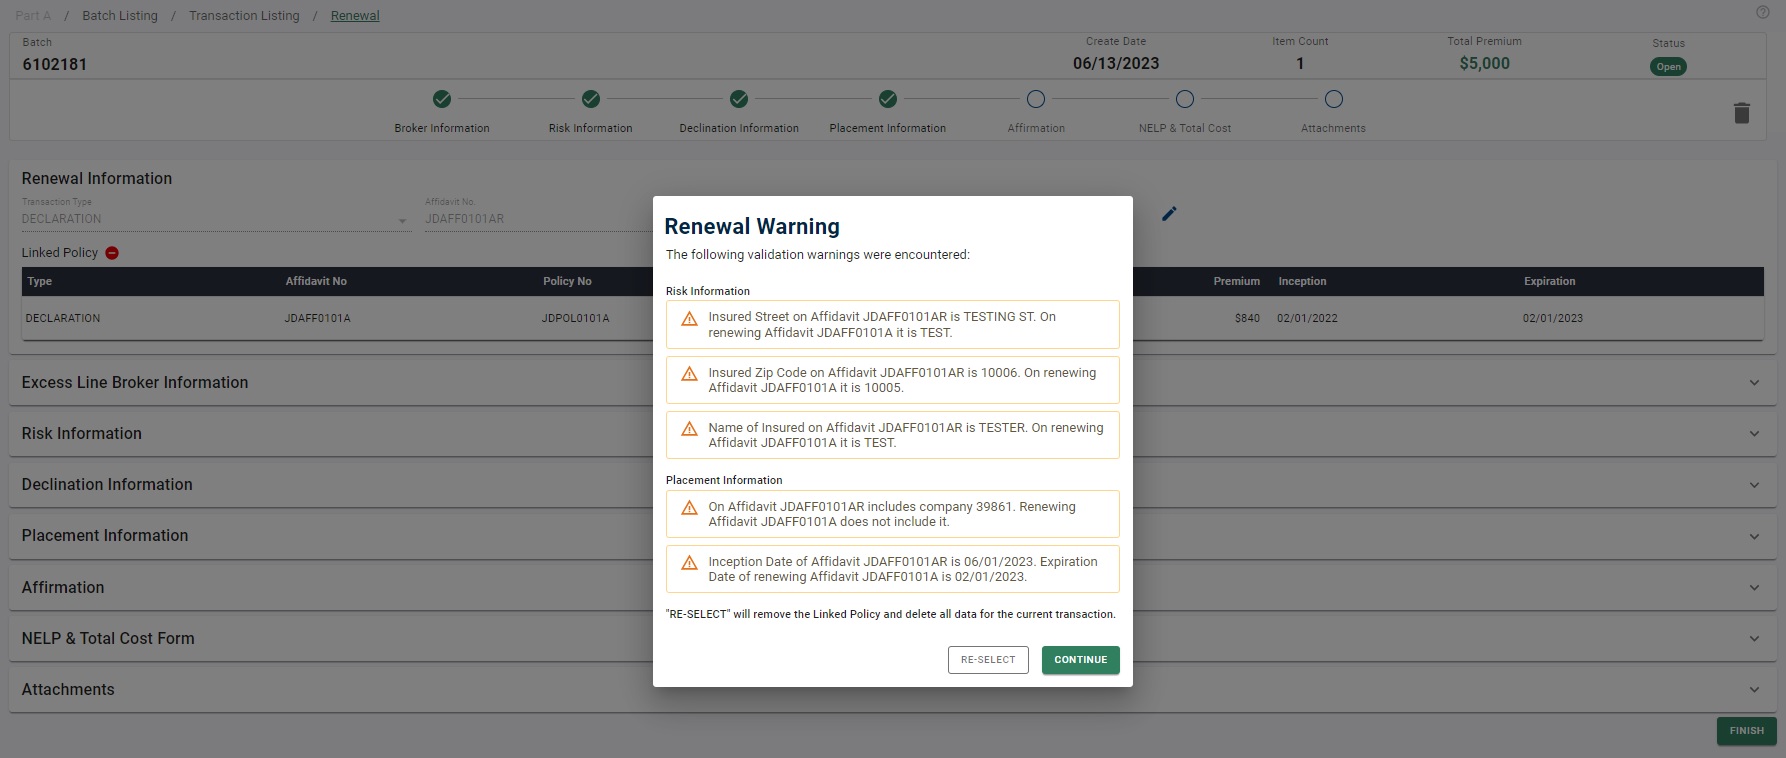 Part A / Batch Listing / Transaction Listing / Renewal
Batch
6102181
Create Date
06/13/2023
Item Count
1
Total Premium
$5,000
Status
Open
Broker Information
Risk Information
Declination Information
Placement Information
Affirmation
NELP & Total Cost
Attachments
Renewal Information
Transaction Type
DECLARATION
Affidavit No.
JDAFF0101AR
Linked Policy
Type Affidavit No Policy No Premium Inception Expiration
DECLARATION JDAFF0101A JDPOL0101A $840 02/01/2022 02/01/2023
Excess Line Broker Information
Risk Information
Declination Information
Placement Information
Affirmation
NELP & Total Cost Form
Attachments
FINISH
Renewal Warning
The following validation warnings were encountered:
Risk Information
Insured Street on Affidavit JDAFF0101AR is TESTING ST. On
renewing Affidavit JDAFF0101A it is TEST.
Insured Zip Code on Affidavit JDAFF0101AR is 10006. On renewing
Affidavit JDAFF0101A it is 10005.
Name of Insured on Affidavit JDAFF0101AR is TESTER. On renewing
Affidavit JDAFF0101A it is TEST.
Placement Information
On Affidavit JDAFF0101AR includes company 39861. Renewing
Affidavit JDAFF0101A does not include it.
Inception Date of Affidavit JDAFF0101AR is 06/01/2023. Expiration
Date of renewing Affidavit JDAFF0101A is 02/01/2023.
"RE-SELECT" will remove the Linked Policy and delete all data for the current transaction.
RE-SELECT
CONTINUE